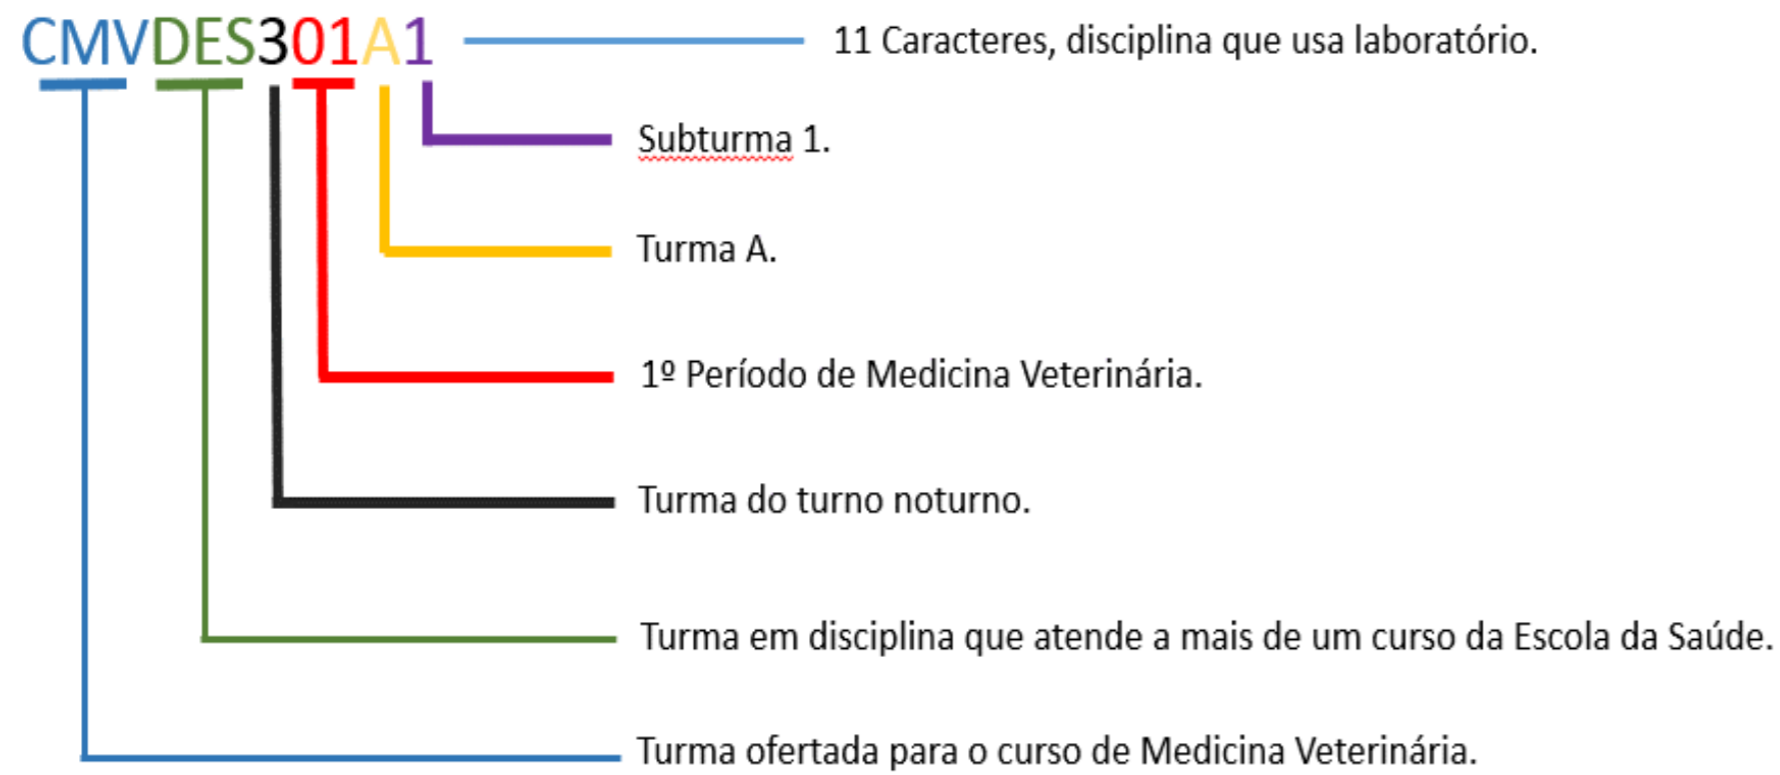 CMVDES301A1
11 Caracteres, disciplina que usa laboratório.
Subturma 1.
Turma A.
1º Período de Medicina Veterinária.
Turma do turno noturno.
Turma em disciplina que atende a mais de um curso da Escola da Saúde.
Turma ofertada para o curso de Medicina Veterinária.